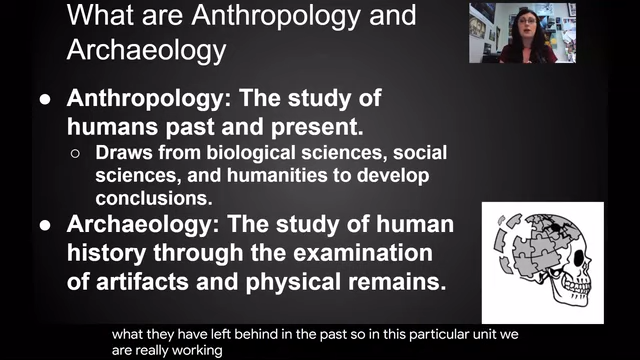 What are Anthropology and
Archaeology
● Anthropology: The study of
humans past and present.
○ Draws from biological sciences, social
sciences, and humanities to develop
conclusions.
● Archaeology: The study of human
history through the examination
of artifacts and physical remains.
what they have left behind in the past so in this particular unit we
are really working